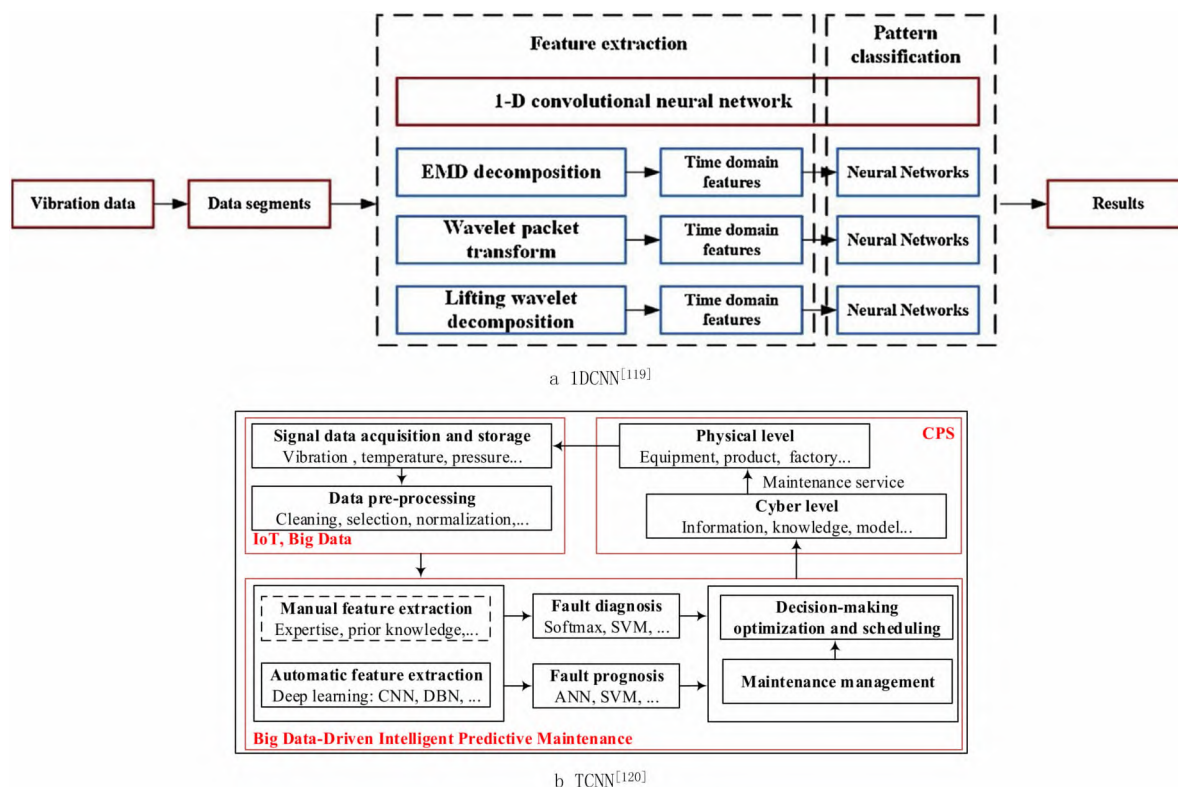 Feature extraction
Pattern
classification
1-D convolutional neural network
Vibration data
Data segments
EMD decomposition
Time domain
features
Neural Networks
Results
Wavelet packet
transform
Time domain
features
Neural Networks
Lifting wavelet
decomposition
Time domain
features
Neural Networks
a 1DCNN[119]
Signal data acquisition and storage
Vibration , temperature, pressure...
Data pre-processing
Cleaning, selection, normalization,...
IoT, Big Data
CPS
Physical level
Equipment, product, factory...
Maintenance service
Cyber level
Information, knowledge, model...
Manual feature extraction
Expertise, prior knowledge,...
Automatic feature extraction
Deep learning: CNN, DBN, ...
Fault diagnosis
Softmax, SVM, ...
Fault prognosis
ANN, SVM, ...
Decision-making
optimization and scheduling
Maintenance management
Big Data-Driven Intelligent Predictive Maintenance
b TCNN[120]